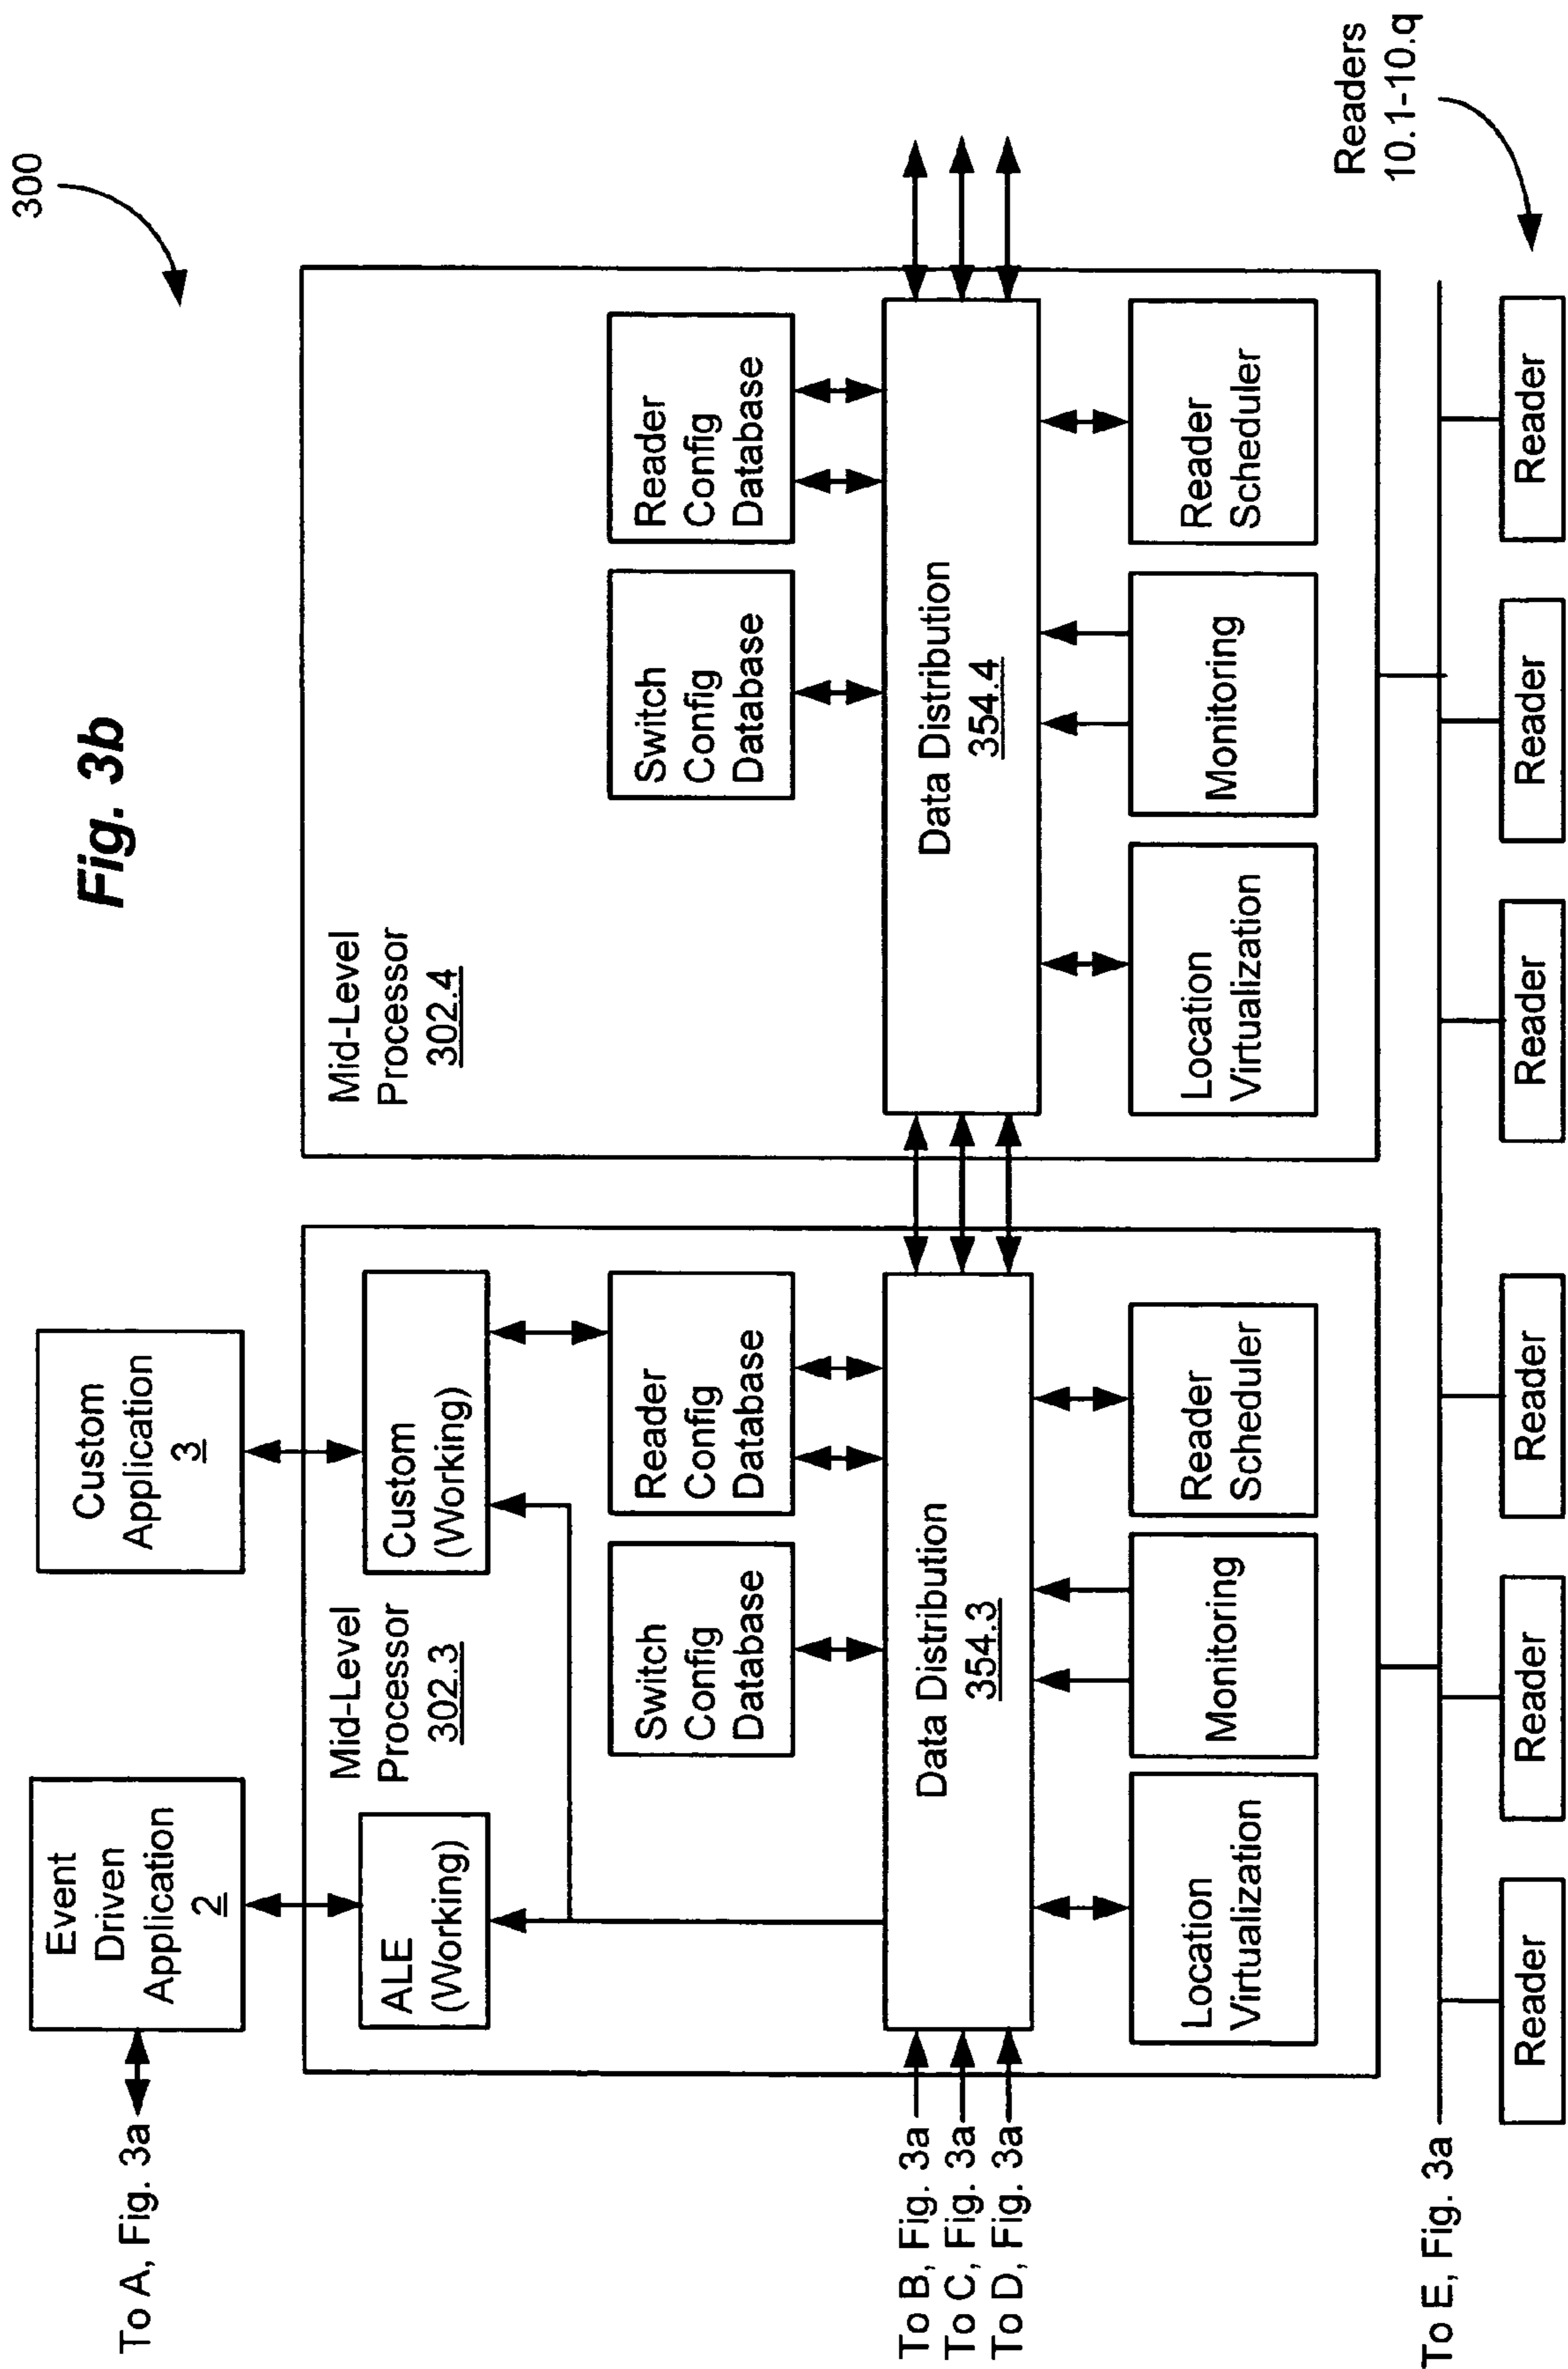 Fig. 3b
300
Event
Driven
Application
2
Custom
Application
3
To A, Fig. 3a
Mid-Level
Processor
302.3
ALE
(Working)
Custom
(Working)
Switch
Config
Database
Reader
Config
Database
Data Distribution
354.3
Location
Virtualization
Monitoring
Reader
Scheduler
To B, Fig. 3a
To C, Fig. 3a
To D, Fig. 3a
Mid-Level
Processor
302.4
Switch
Config
Database
Reader
Config
Database
Data Distribution
354.4
Location
Virtualization
Monitoring
Reader
Scheduler
To E, Fig. 3a
Readers
10.1-10.q
Reader
Reader
Reader
Reader
Reader
Reader